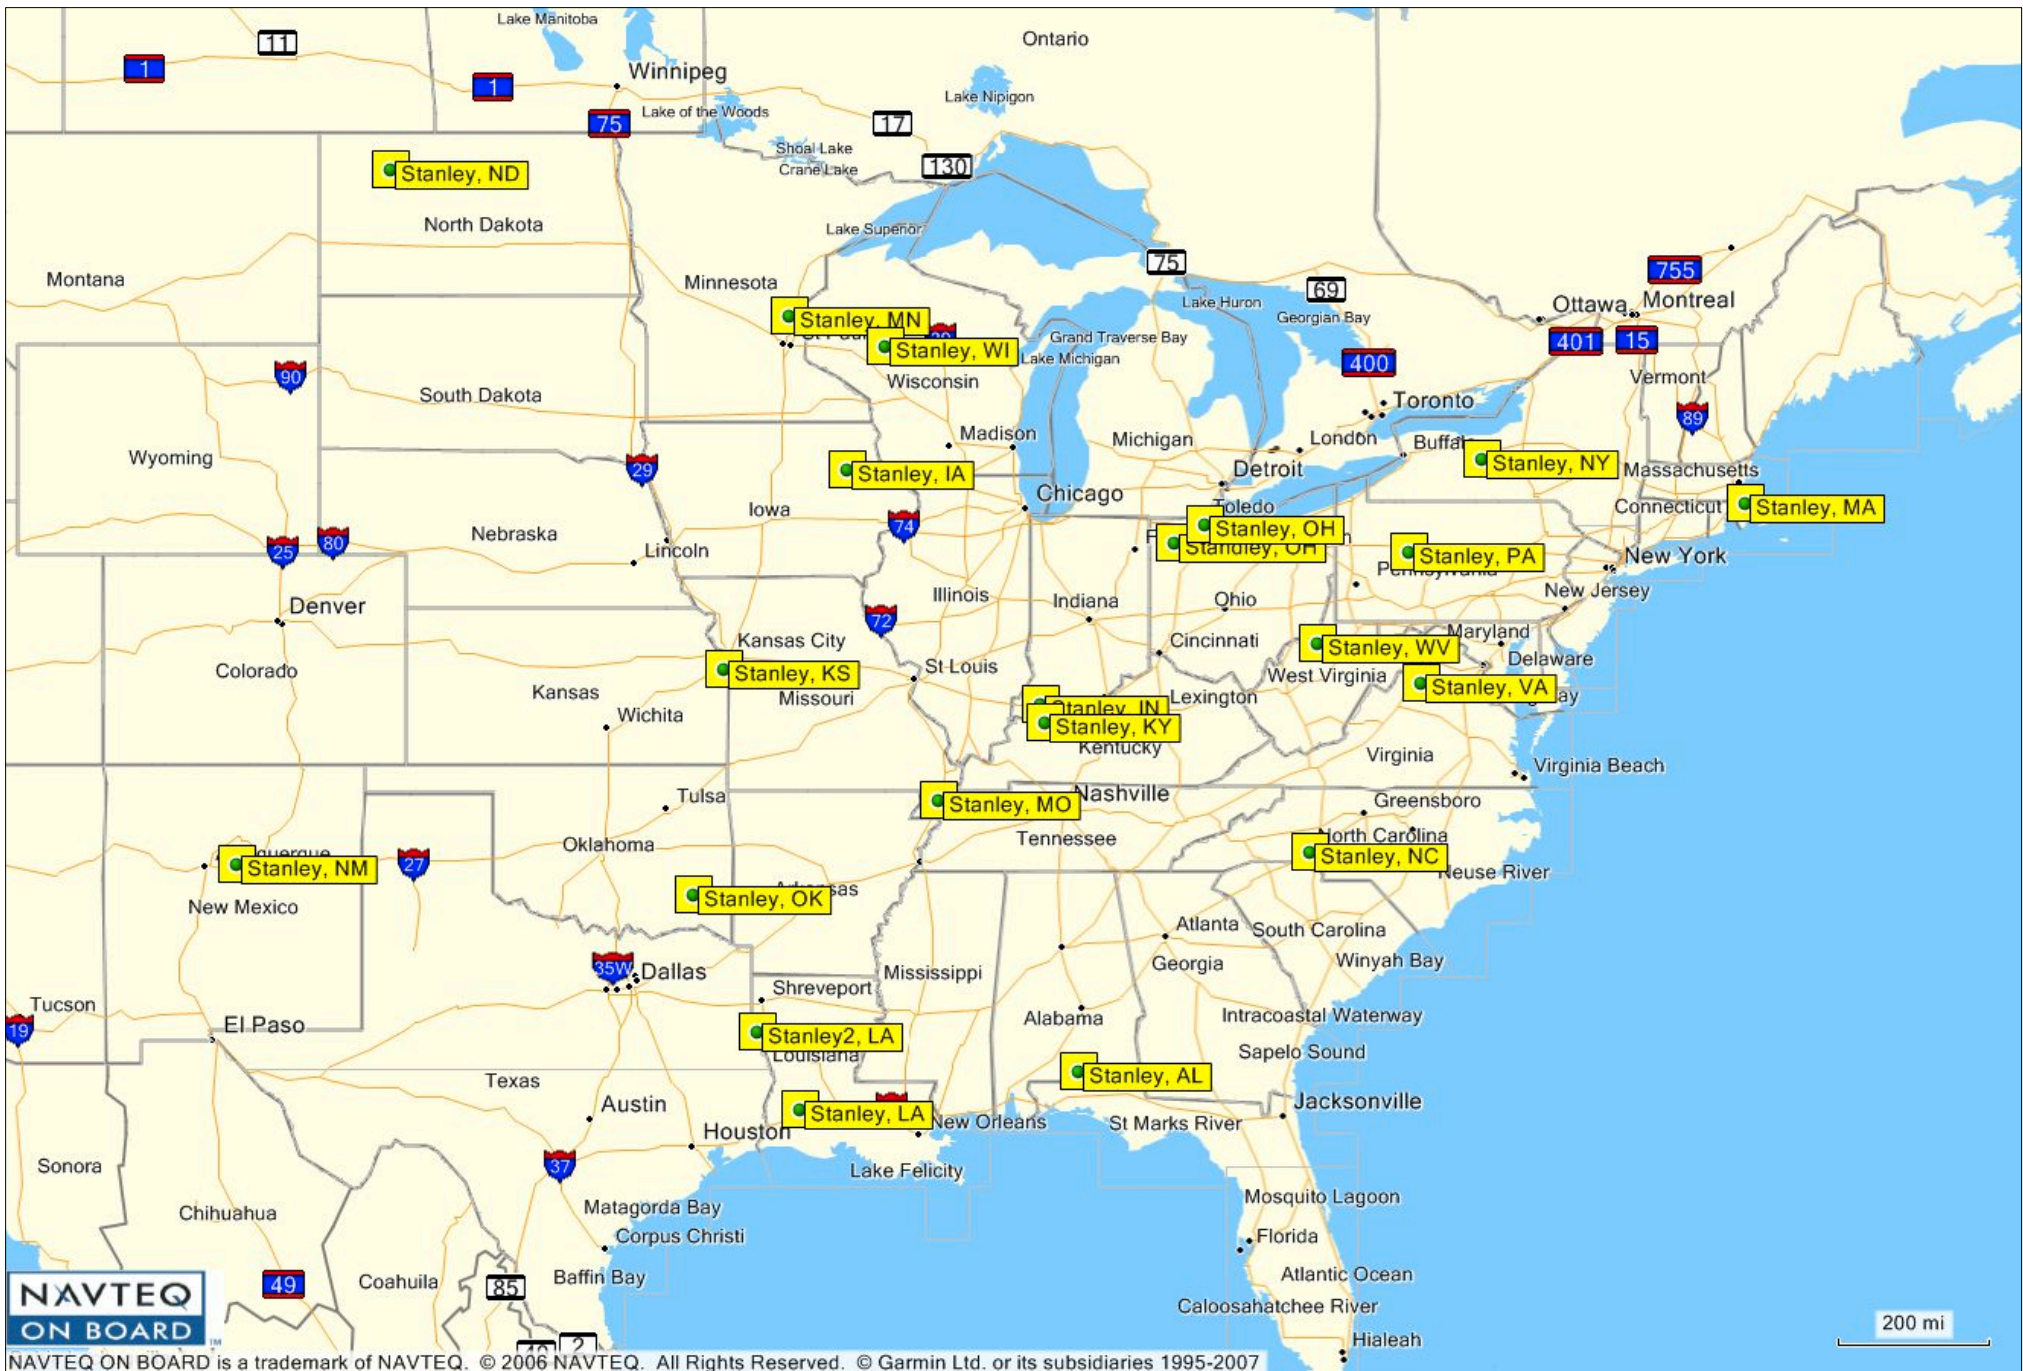 Lake Manitoba
11
Ontario
1
1
Winnipeg
Lake Nipigon
75
Lake of the Woods
17
Shoal Lake
130
Crane Lake
Stanley, ND
North Dakota
Lake Superior
75
755
Montana
Minnesota
69
Lake Huron
Georgian Bay
Ottawa
Montreal
Stanley, MN
Grand Traverse Bay
401
15
Stanley, WI
Lake Michigan
400
90
Wisconsin
Vermont
South Dakota
Toronto
89
Madison
Michigan
London
Wyoming
29
Stanley, IA
Detroit
Stanley, NY
Massachusetts
Chicago
Toledo
Connecticut
Stanley, MA
Iowa
74
Nebraska
Stanley, OH
Standley, OH
25
80
Lincoln
Stanley, PA
New York
Pennsylvania
Denver
Illinois
Indiana
Ohio
New Jersey
72
Kansas City
Cincinnati
Maryland
Stanley, WV
Delaware
Colorado
Stanley, KS
St Louis
West Virginia
Kansas
Missouri
Lexington
Stanley, VA
Wichita
Stanley, IN
Stanley, KY
Kentucky
Virginia
Virginia Beach
Tulsa
Stanley, MO
Nashville
Greensboro
Oklahoma
Tennessee
North Carolina
Stanley, NC
27
Stanley, NM
Neuse River
New Mexico
Stanley, OK
Atlanta
South Carolina
35W
Dallas
Mississippi
Georgia
Winyah Bay
Shreveport
Tucson
19
El Paso
Alabama
Intracoastal Waterway
Stanley2, LA
Louisiana
Sapelo Sound
Texas
Stanley, AL
Austin
Stanley, LA
Jacksonville
Houston
New Orleans
St Marks River
Sonora
37
Lake Felicity
Mosquito Lagoon
Chihuahua
Matagorda Bay
Corpus Christi
Florida
49
Coahuila
85
Baffin Bay
Atlantic Ocean
Caloosahatchee River
NAVTEQ
ON BOARD
TM
2
Hialeah
200 mi
NAVTEQ ON BOARD is a trademark of NAVTEQ. © 2006 NAVTEQ. All Rights Reserved. © Garmin Ltd. or its subsidiaries 1995-2007